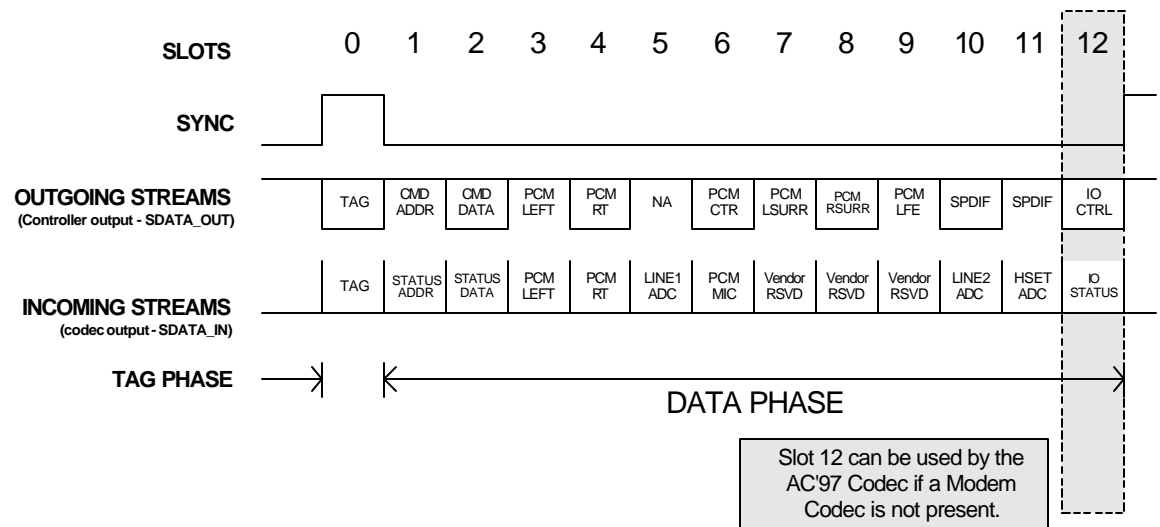 SLOTS 0 1 2 3 4 5 6 7 8 9 10 11 12
SYNC
OUTGOING STREAMS
(Controller output - SDATA_OUT)
TAG
CMD
ADDR
CMD
DATA
PCM
LEFT
PCM
RT
NA
PCM
CTR
PCM
LSURR
PCM
RSURR
PCM
LFE
SPDIF
SPDIF
IO
CTRL
INCOMING STREAMS
(codec output - SDATA_IN)
TAG
STATUS
ADDR
STATUS
DATA
PCM
LEFT
PCM
RT
LINE1
ADC
PCM
MIC
Vendor
RSVD
Vendor
RSVD
Vendor
RSVD
LINE2
ADC
HSET
ADC
IO
STATUS
TAG PHASE
DATA PHASE
Slot 12 can be used by the
AC'97 Codec if a Modem
Codec is not present.